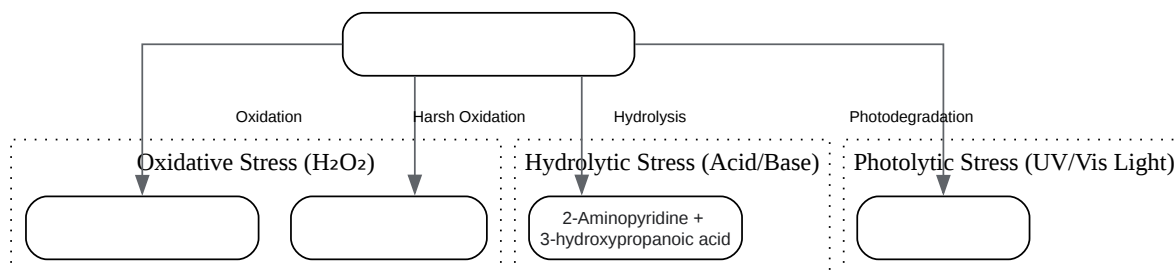 Oxidation
Harsh Oxidation
Hydrolysis
Photodegradation
Oxidative Stress (H₂O₂)
Hydrolytic Stress (Acid/Base)
Photolytic Stress (UV/Vis Light)
2-Aminopyridine +
3-hydroxypropanoic acid